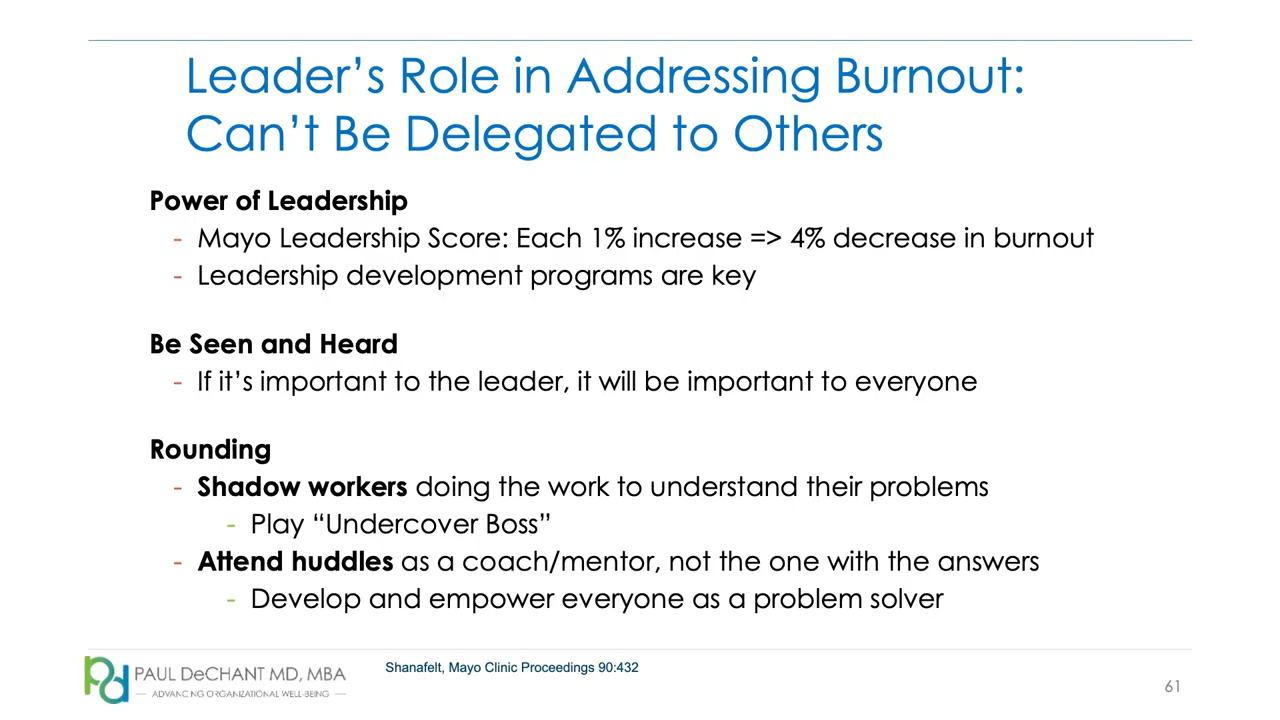 Leader’s Role in Addressing Burnout:
Can’t Be Delegated to Others
Power of Leadership
- Mayo Leadership Score: Each 1% increase => 4% decrease in burnout
- Leadership development programs are key
Be Seen and Heard
- If it’s important to the leader, it will be important to everyone
Rounding
- Shadow workers doing the work to understand their problems
- Play “Undercover Boss”
- Attend huddles as a coach/mentor, not the one with the answers
- Develop and empower everyone as a problem solver
pd
PAUL DeCHANT MD, MBA
ADVANCING ORGANIZATIONAL WELL-BEING
Shanafelt, Mayo Clinic Proceedings 90:432
61